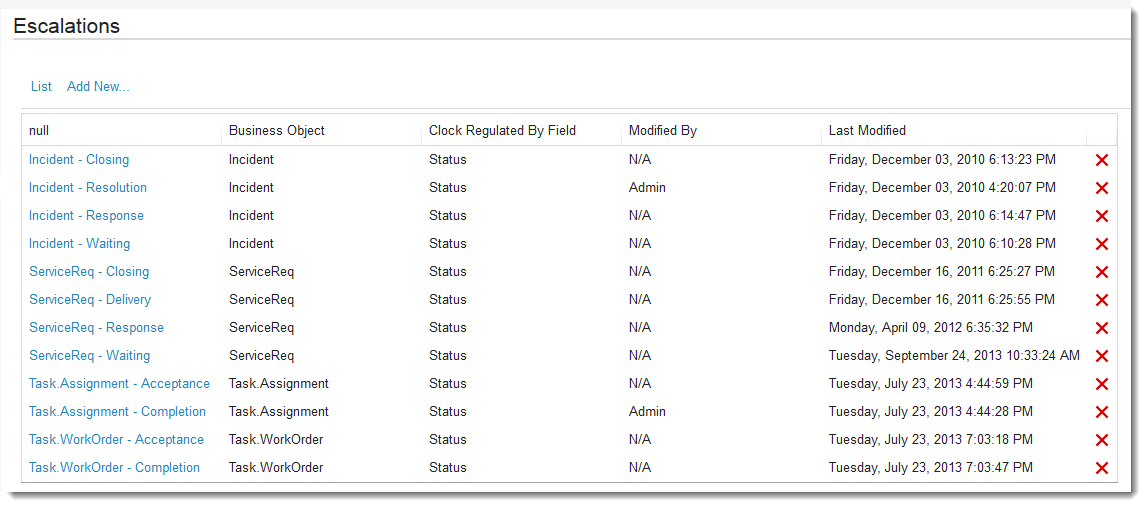 Escalations
List Add New...
null Business Object Clock Regulated By Field Modified By Last Modified
Incident - Closing Incident Status N/A Friday, December 03, 2010 6:13:23 PM
Incident - Resolution Incident Status Admin Friday, December 03, 2010 4:20:07 PM
Incident - Response Incident Status N/A Friday, December 03, 2010 6:14:47 PM
Incident - Waiting Incident Status N/A Friday, December 03, 2010 6:10:28 PM
ServiceReq - Closing ServiceReq Status N/A Friday, December 16, 2011 6:25:27 PM
ServiceReq - Delivery ServiceReq Status N/A Friday, December 16, 2011 6:25:55 PM
ServiceReq - Response ServiceReq Status N/A Monday, April 09, 2012 6:35:32 PM
ServiceReq - Waiting ServiceReq Status N/A Tuesday, September 24, 2013 10:33:24 AM
Task.Assignment - Acceptance Task.Assignment Status N/A Tuesday, July 23, 2013 4:44:59 PM
Task.Assignment - Completion Task.Assignment Status Admin Tuesday, July 23, 2013 4:44:28 PM
Task.WorkOrder - Acceptance Task.WorkOrder Status N/A Tuesday, July 23, 2013 7:03:18 PM
Task.WorkOrder - Completion Task.WorkOrder Status N/A Tuesday, July 23, 2013 7:03:47 PM